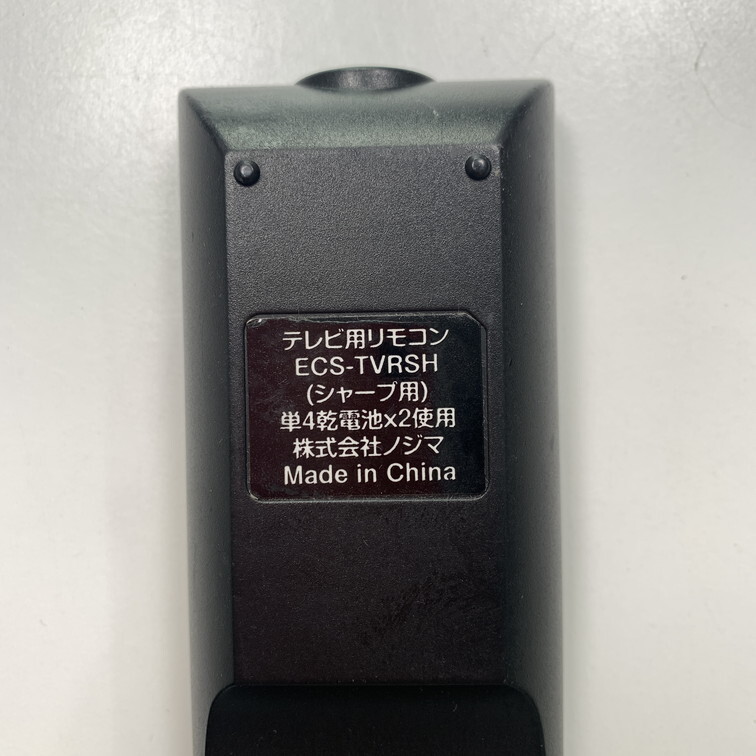 テレビ用リモコン
ECS-TVRSH
(シャープ用)
単4乾電池x2使用
株式会社ノジマ
Made in China